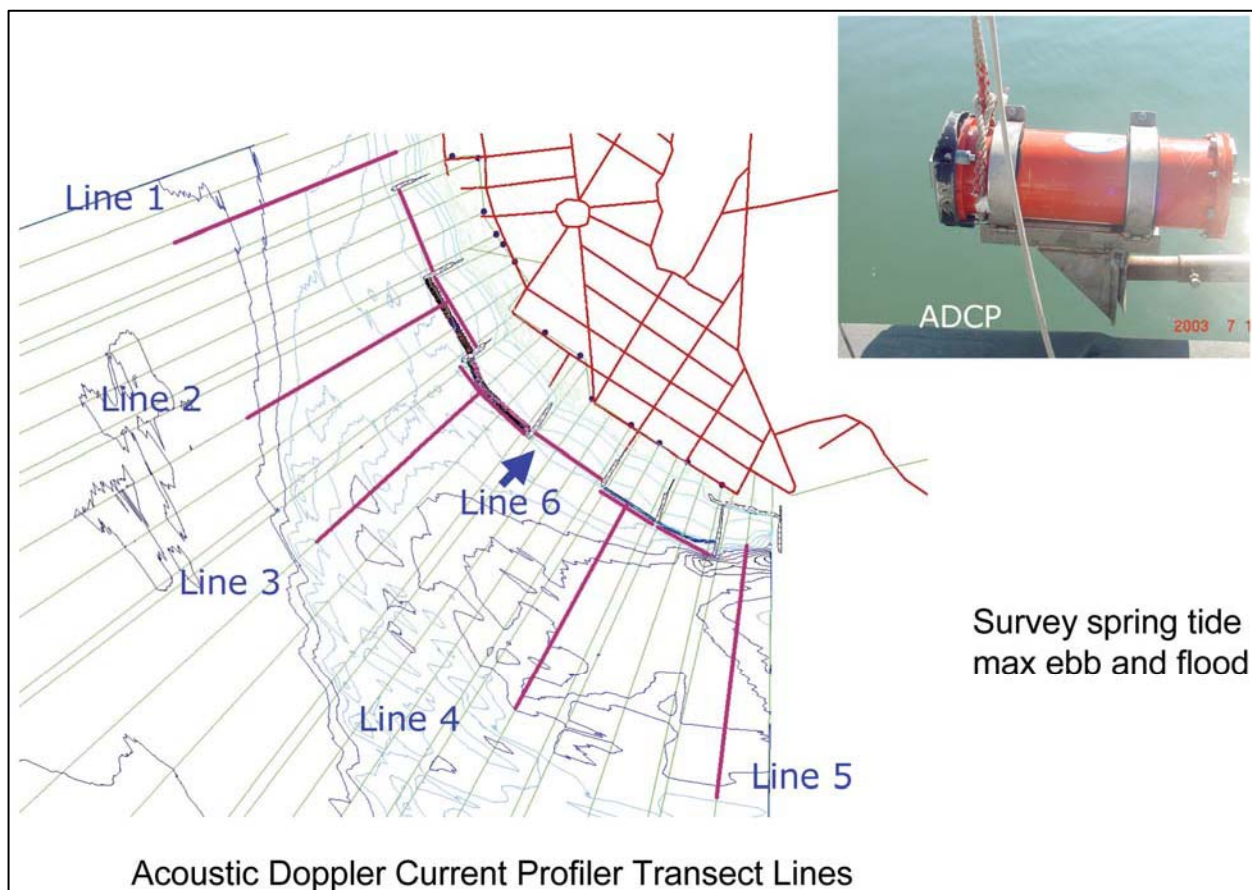 ADCP
2003 7 1
Line 1
Line 2
Line 3
Line 6
Line 4
Line 5
Survey spring tide
max ebb and flood
Acoustic Doppler Current Profiler Transect Lines